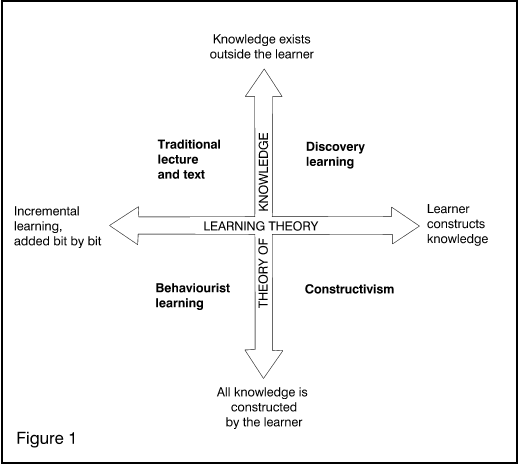 Knowledge exists
outside the learner
Traditional
lecture
and text
Discovery
learning
THEORY OF KNOWLEDGE
Incremental
learning,
added bit by bit
LEARNING THEORY
Learner
constructs
knowledge
Behaviourist
learning
Constructivism
All knowledge is
constructed
by the learner
Figure 1